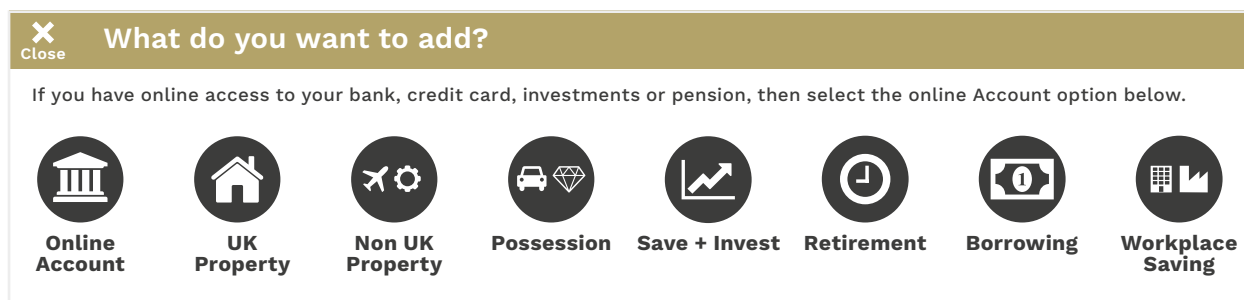 What do you want to add?
Close
If you have online access to your bank, credit card, investments or pension, then select the online Account option below.
1
Online
Account
UK
Property
Non UK
Property
Possession
Save + Invest
Retirement
Borrowing
Workplace
Saving